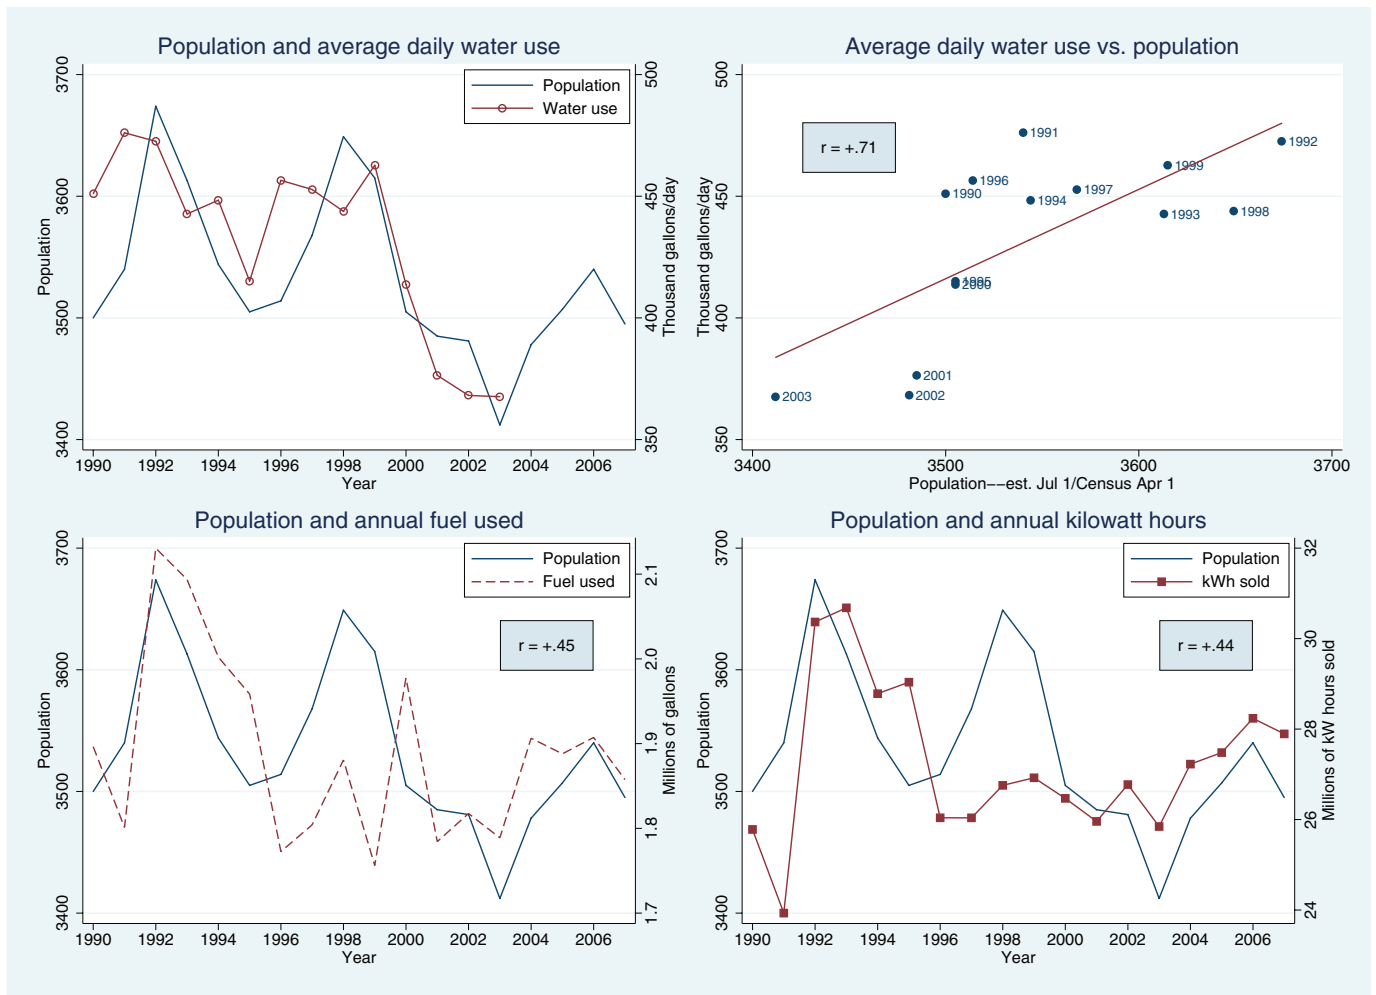 Population and average daily water use
3700
3600
3500
3400
Population
500
450
400
350
Thousand gallons/day
Population
Water use
1990 1992 1994 1996 1998 2000 2002 2004 2006
Year
Average daily water use vs. population
500
450
400
350
Thousand gallons/day
r = +.71
1991
1992
1999
1996
1997
1990
1994
1993
1998
1995
2000
2001
2002
2003
3400 3500 3600 3700
Population--est. Jul 1/Census Apr 1
Population and annual fuel used
3700
3600
3500
3400
Population
2.1
2.0
1.9
1.8
1.7
Millions of gallons
Population
Fuel used
r = +.45
1990 1992 1994 1996 1998 2000 2002 2004 2006
Year
Population and annual kilowatt hours
3700
3600
3500
3400
Population
32
30
28
26
24
Millions of kW hours sold
Population
kWh sold
r = +.44
1990 1992 1994 1996 1998 2000 2002 2004 2006
Year